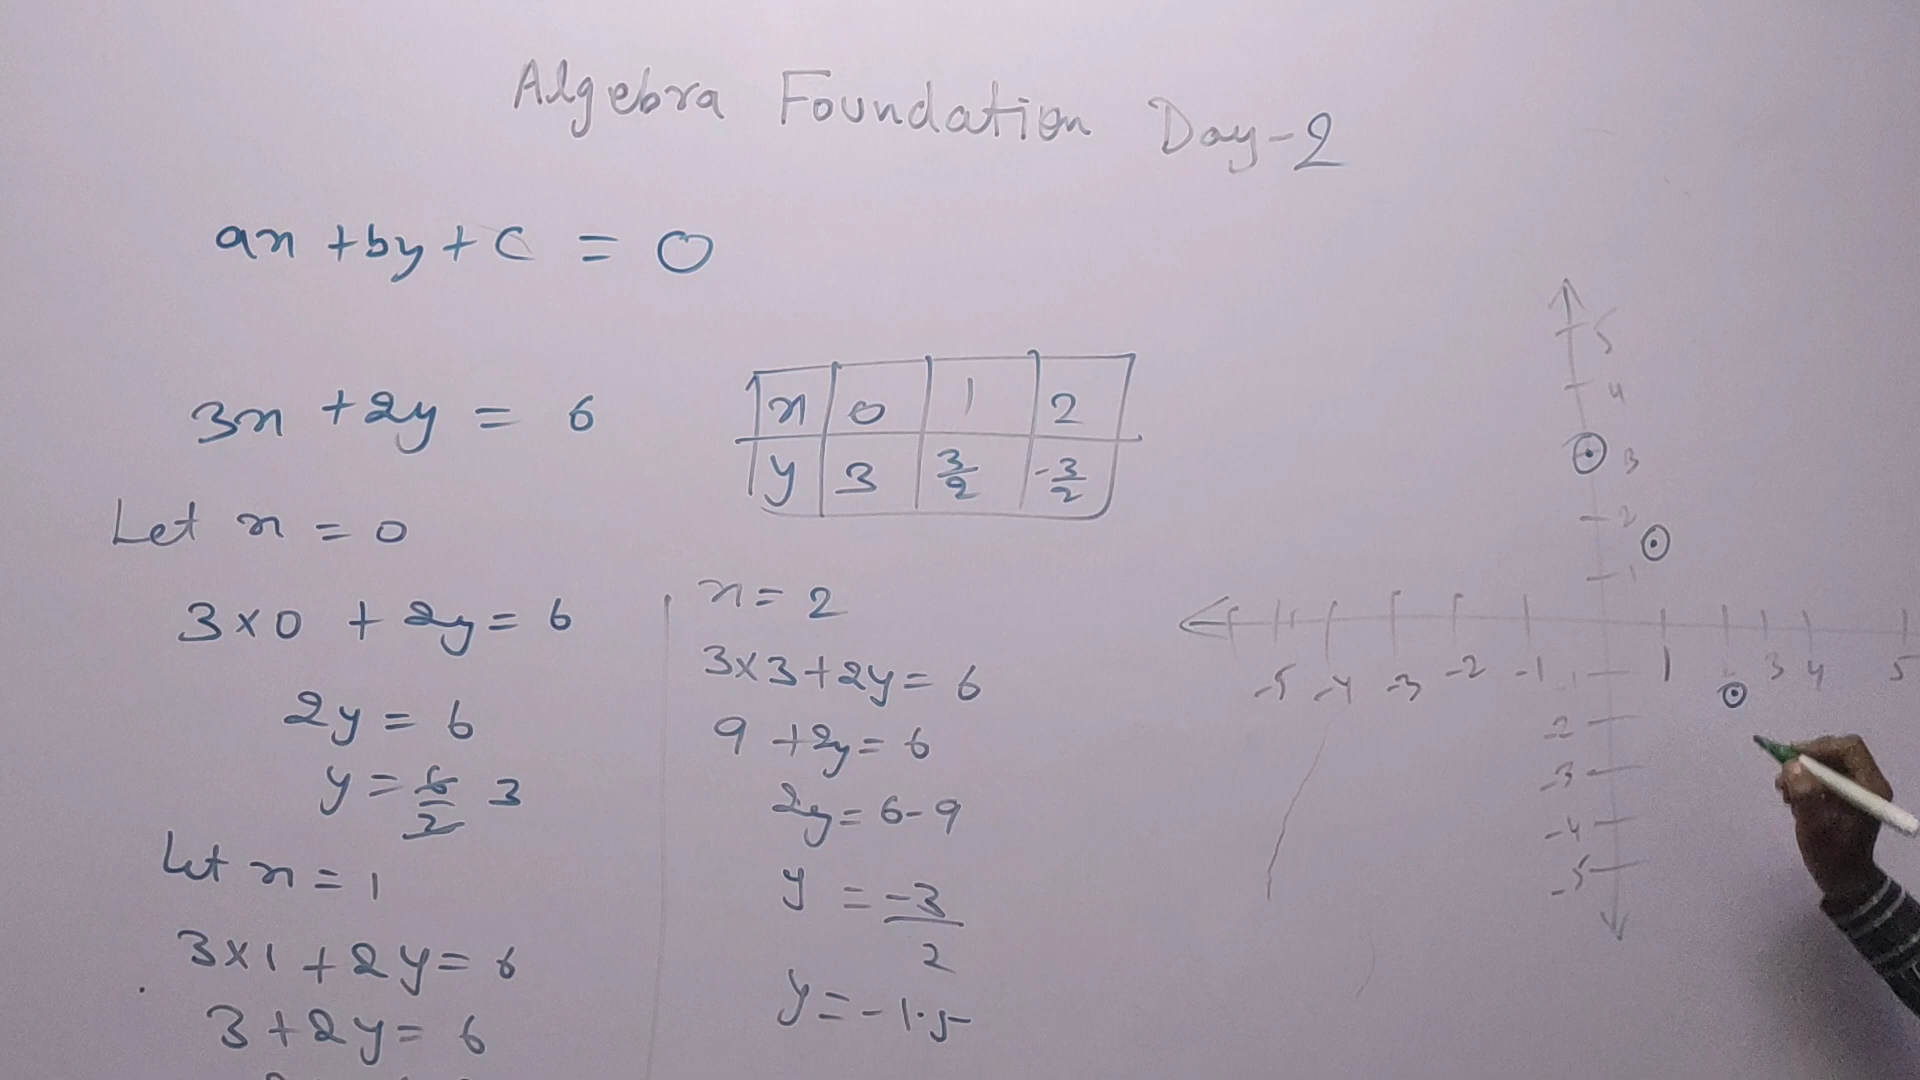 Algebra Foundation Day-2
ax + by + c = 0
3x + 2y = 6
x 0 1 2
y 3 3/2 -3/2
Let x = 0
3 x 0 + 2y = 6
2y = 6
y = 6/2 3
Let x = 1
3 x 1 + 2y = 6
3 + 2y = 6
x = 2
3 x 3 + 2y = 6
9 + 2y = 6
2y = 6 - 9
y = -3/2
y = -1.5
5
4
3
2
1
-5 -4 -3 -2 -1 1 3 4 5
-1
-2
-3
-4
-5